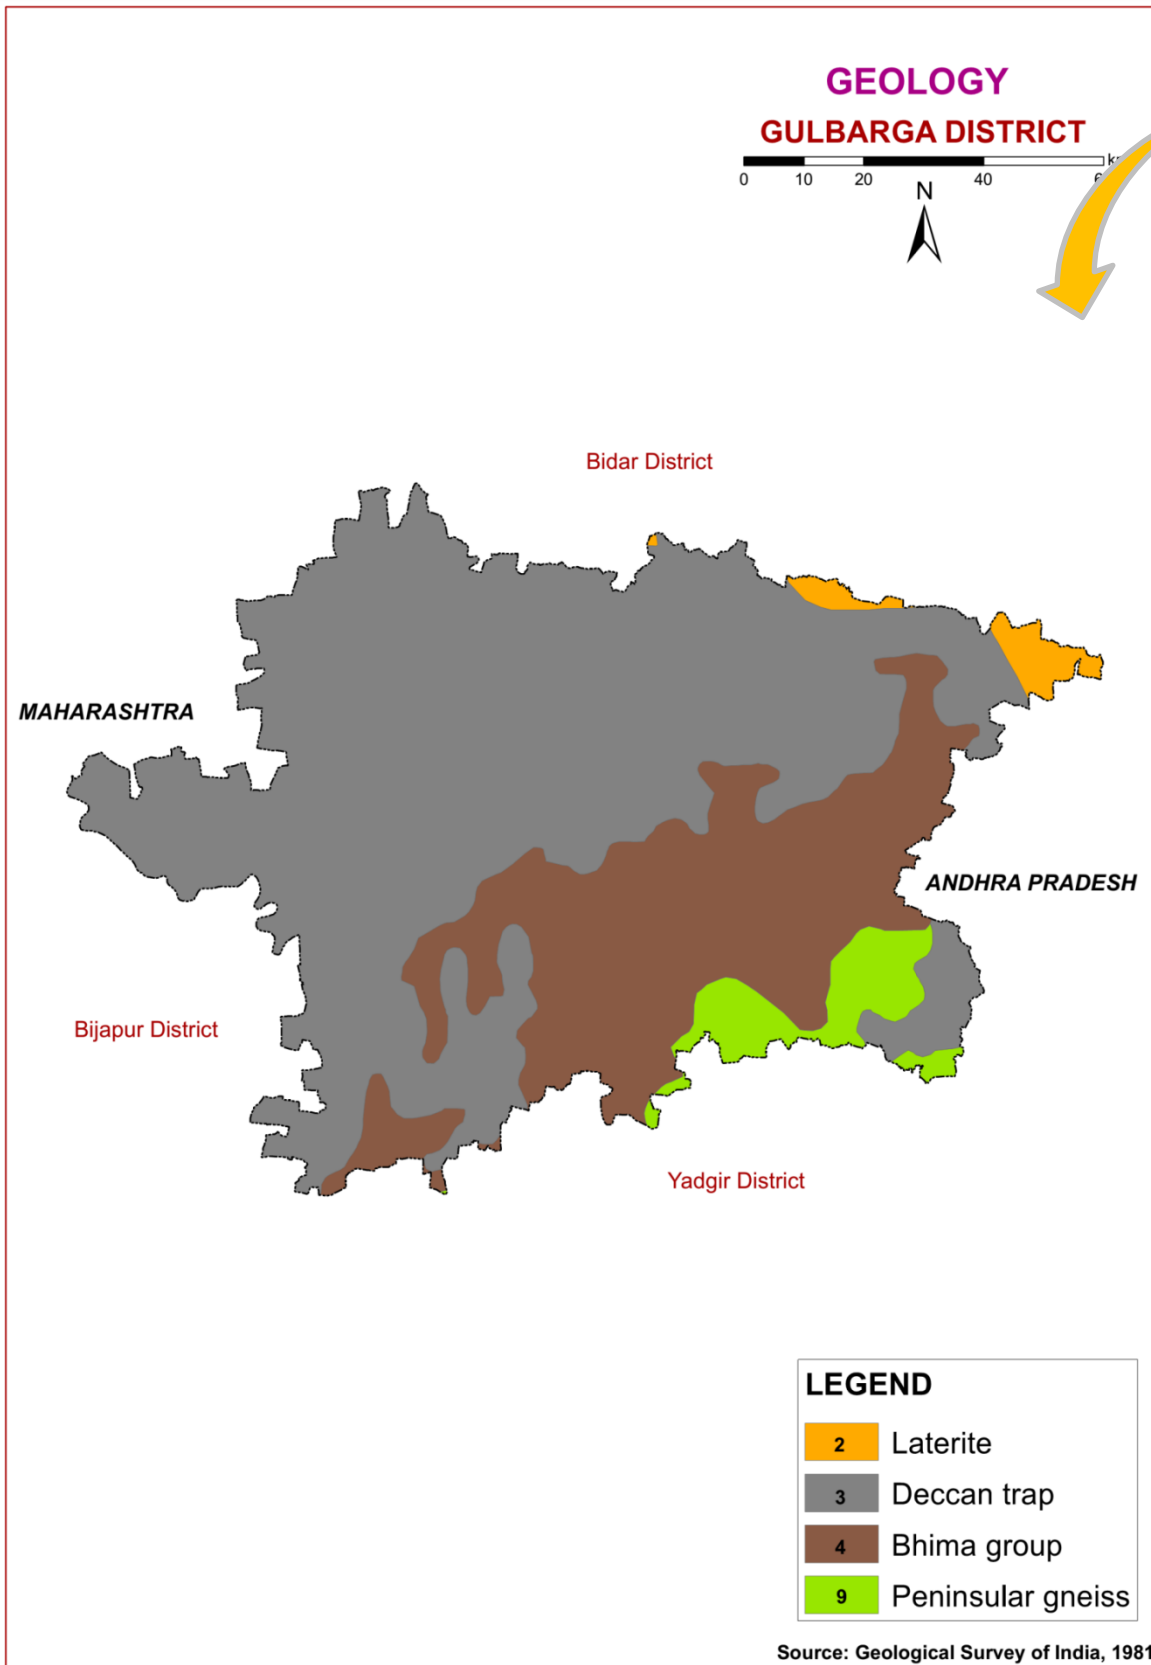 GEOLOGY
GULBARGA DISTRICT
0 10 20 40
N
Bidar District
MAHARASHTRA
ANDHRA PRADESH
Bijapur District
Yadgir District
LEGEND
2 Laterite
3 Deccan trap
4 Bhima group
9 Peninsular gneiss
Source: Geological Survey of India, 1981